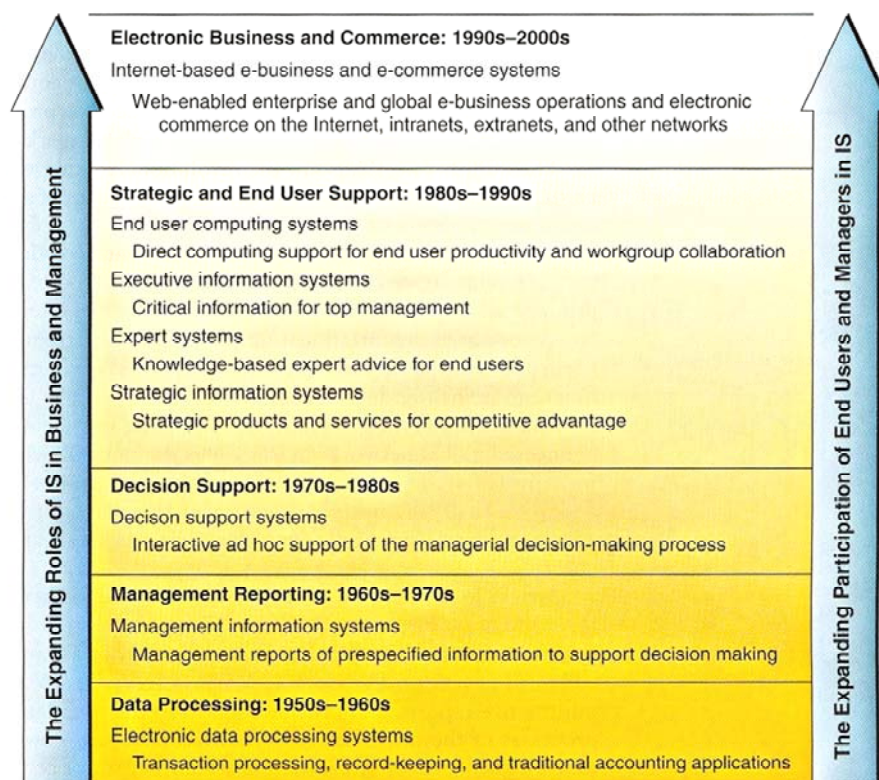 The Expanding Roles of IS in Business and Management
Electronic Business and Commerce: 1990s–2000s
Internet-based e-business and e-commerce systems
Web-enabled enterprise and global e-business operations and electronic
commerce on the Internet, intranets, extranets, and other networks
Strategic and End User Support: 1980s–1990s
End user computing systems
Direct computing support for end user productivity and workgroup collaboration
Executive information systems
Critical information for top management
Expert systems
Knowledge-based expert advice for end users
Strategic information systems
Strategic products and services for competitive advantage
Decision Support: 1970s–1980s
Decison support systems
Interactive ad hoc support of the managerial decision-making process
Management Reporting: 1960s–1970s
Management information systems
Management reports of prespecified information to support decision making
Data Processing: 1950s–1960s
Electronic data processing systems
Transaction processing, record-keeping, and traditional accounting applications
The Expanding Participation of End Users and Managers in IS